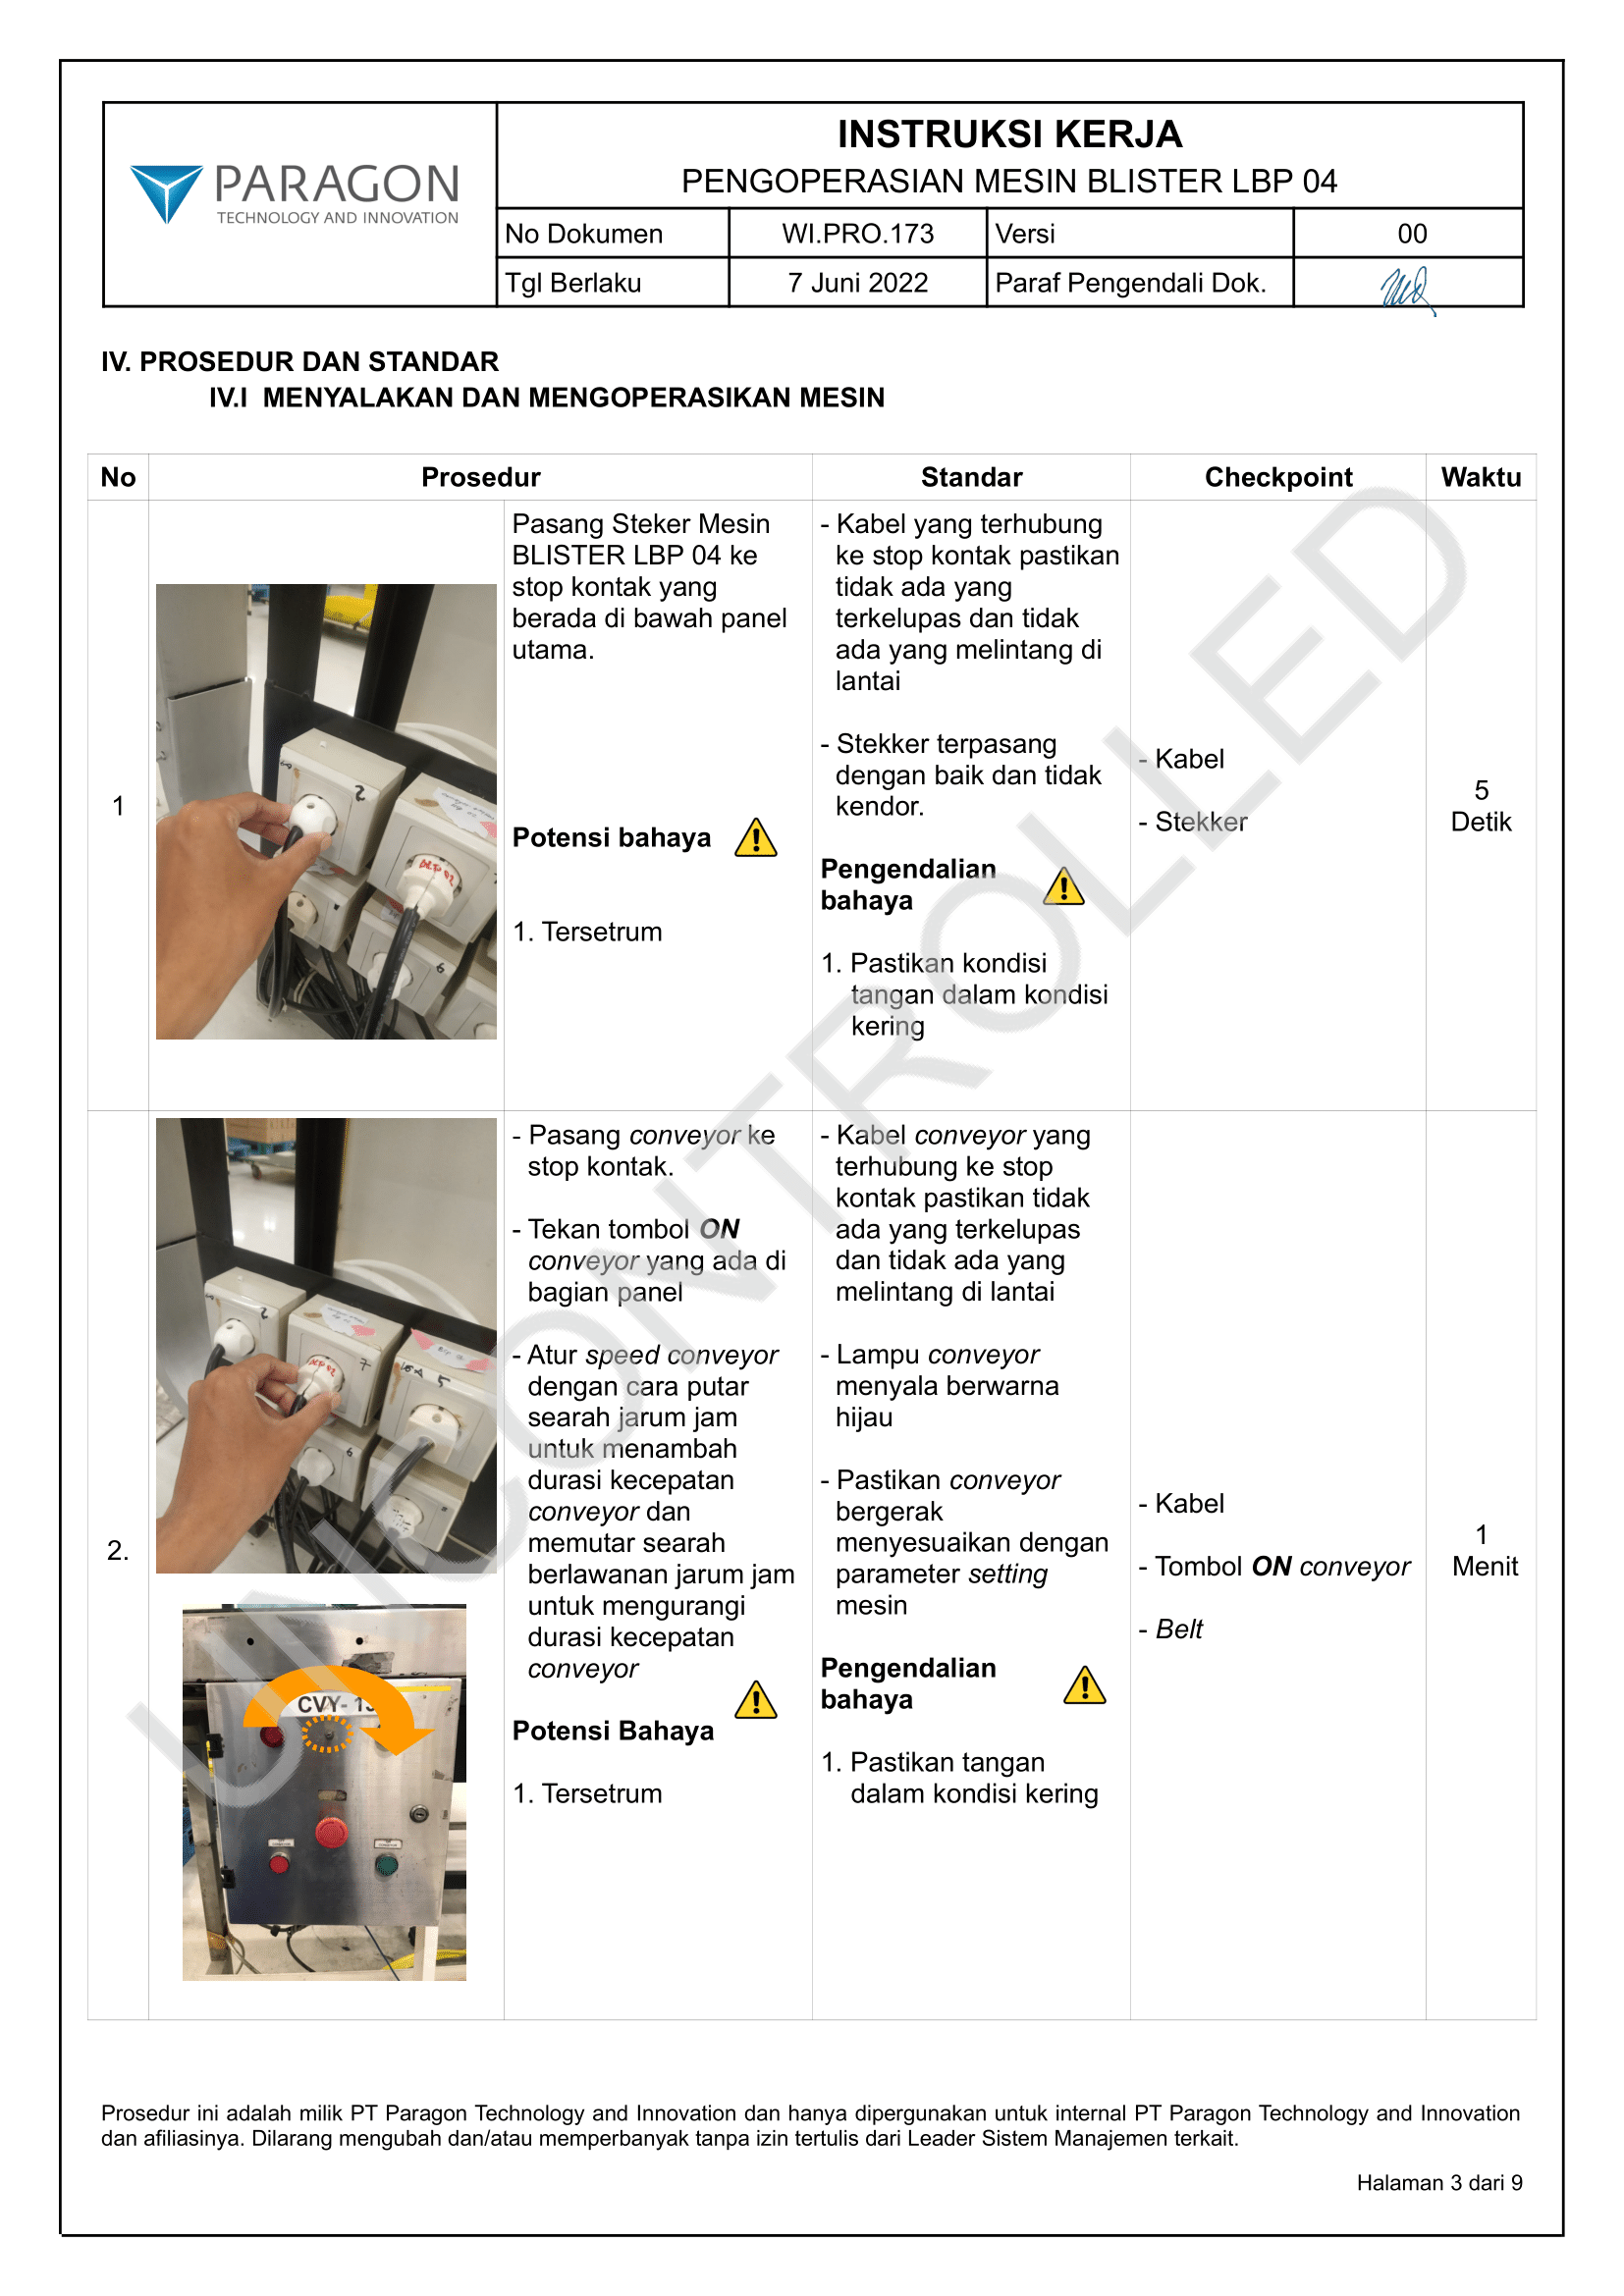 PARAGON
TECHNOLOGY AND INNOVATION
INSTRUKSI KERJA
PENGOPERASIAN MESIN BLISTER LBP 04
No Dokumen WI.PRO.173 Versi 00
Tgl Berlaku 7 Juni 2022 Paraf Pengendali Dok.
IV. PROSEDUR DAN STANDAR
IV.I MENYALAKAN DAN MENGOPERASIKAN MESIN
No Prosedur Standar Checkpoint Waktu
1
2
Pasang Steker Mesin
BLISTER LBP 04 ke
stop kontak yang
berada di bawah panel
utama.
Potensi bahaya
1. Tersetrum
- Kabel yang terhubung
ke stop kontak pastikan
tidak ada yang
terkelupas dan tidak
ada yang melintang di
lantai
- Stekker terpasang
dengan baik dan tidak
kendor.
Pengendalian
bahaya
1. Pastikan kondisi
tangan dalam kondisi
kering
- Kabel
- Stekker
5
Detik
2.
2
7
5
6
CVY- 
- Pasang conveyor ke
stop kontak.
- Tekan tombol ON
conveyor yang ada di
bagian panel
- Atur speed conveyor
dengan cara putar
searah jarum jam
untuk menambah
durasi kecepatan
conveyor dan
memutar searah
berlawanan jarum jam
untuk mengurangi
durasi kecepatan
conveyor
Potensi Bahaya
1. Tersetrum
- Kabel conveyor yang
terhubung ke stop
kontak pastikan tidak
ada yang terkelupas
dan tidak ada yang
melintang di lantai
- Lampu conveyor
menyala berwarna
hijau
- Pastikan conveyor
bergerak
menyesuaikan dengan
parameter setting
mesin
Pengendalian
bahaya
1. Pastikan tangan
dalam kondisi kering
- Kabel
- Tombol ON conveyor
- Belt
1
Menit
UNCONTROLLED
Prosedur ini adalah milik PT Paragon Technology and Innovation dan hanya dipergunakan untuk internal PT Paragon Technology and Innovation
dan afiliasinya. Dilarang mengubah dan/atau memperbanyak tanpa izin tertulis dari Leader Sistem Manajemen terkait.
Halaman 3 dari 9